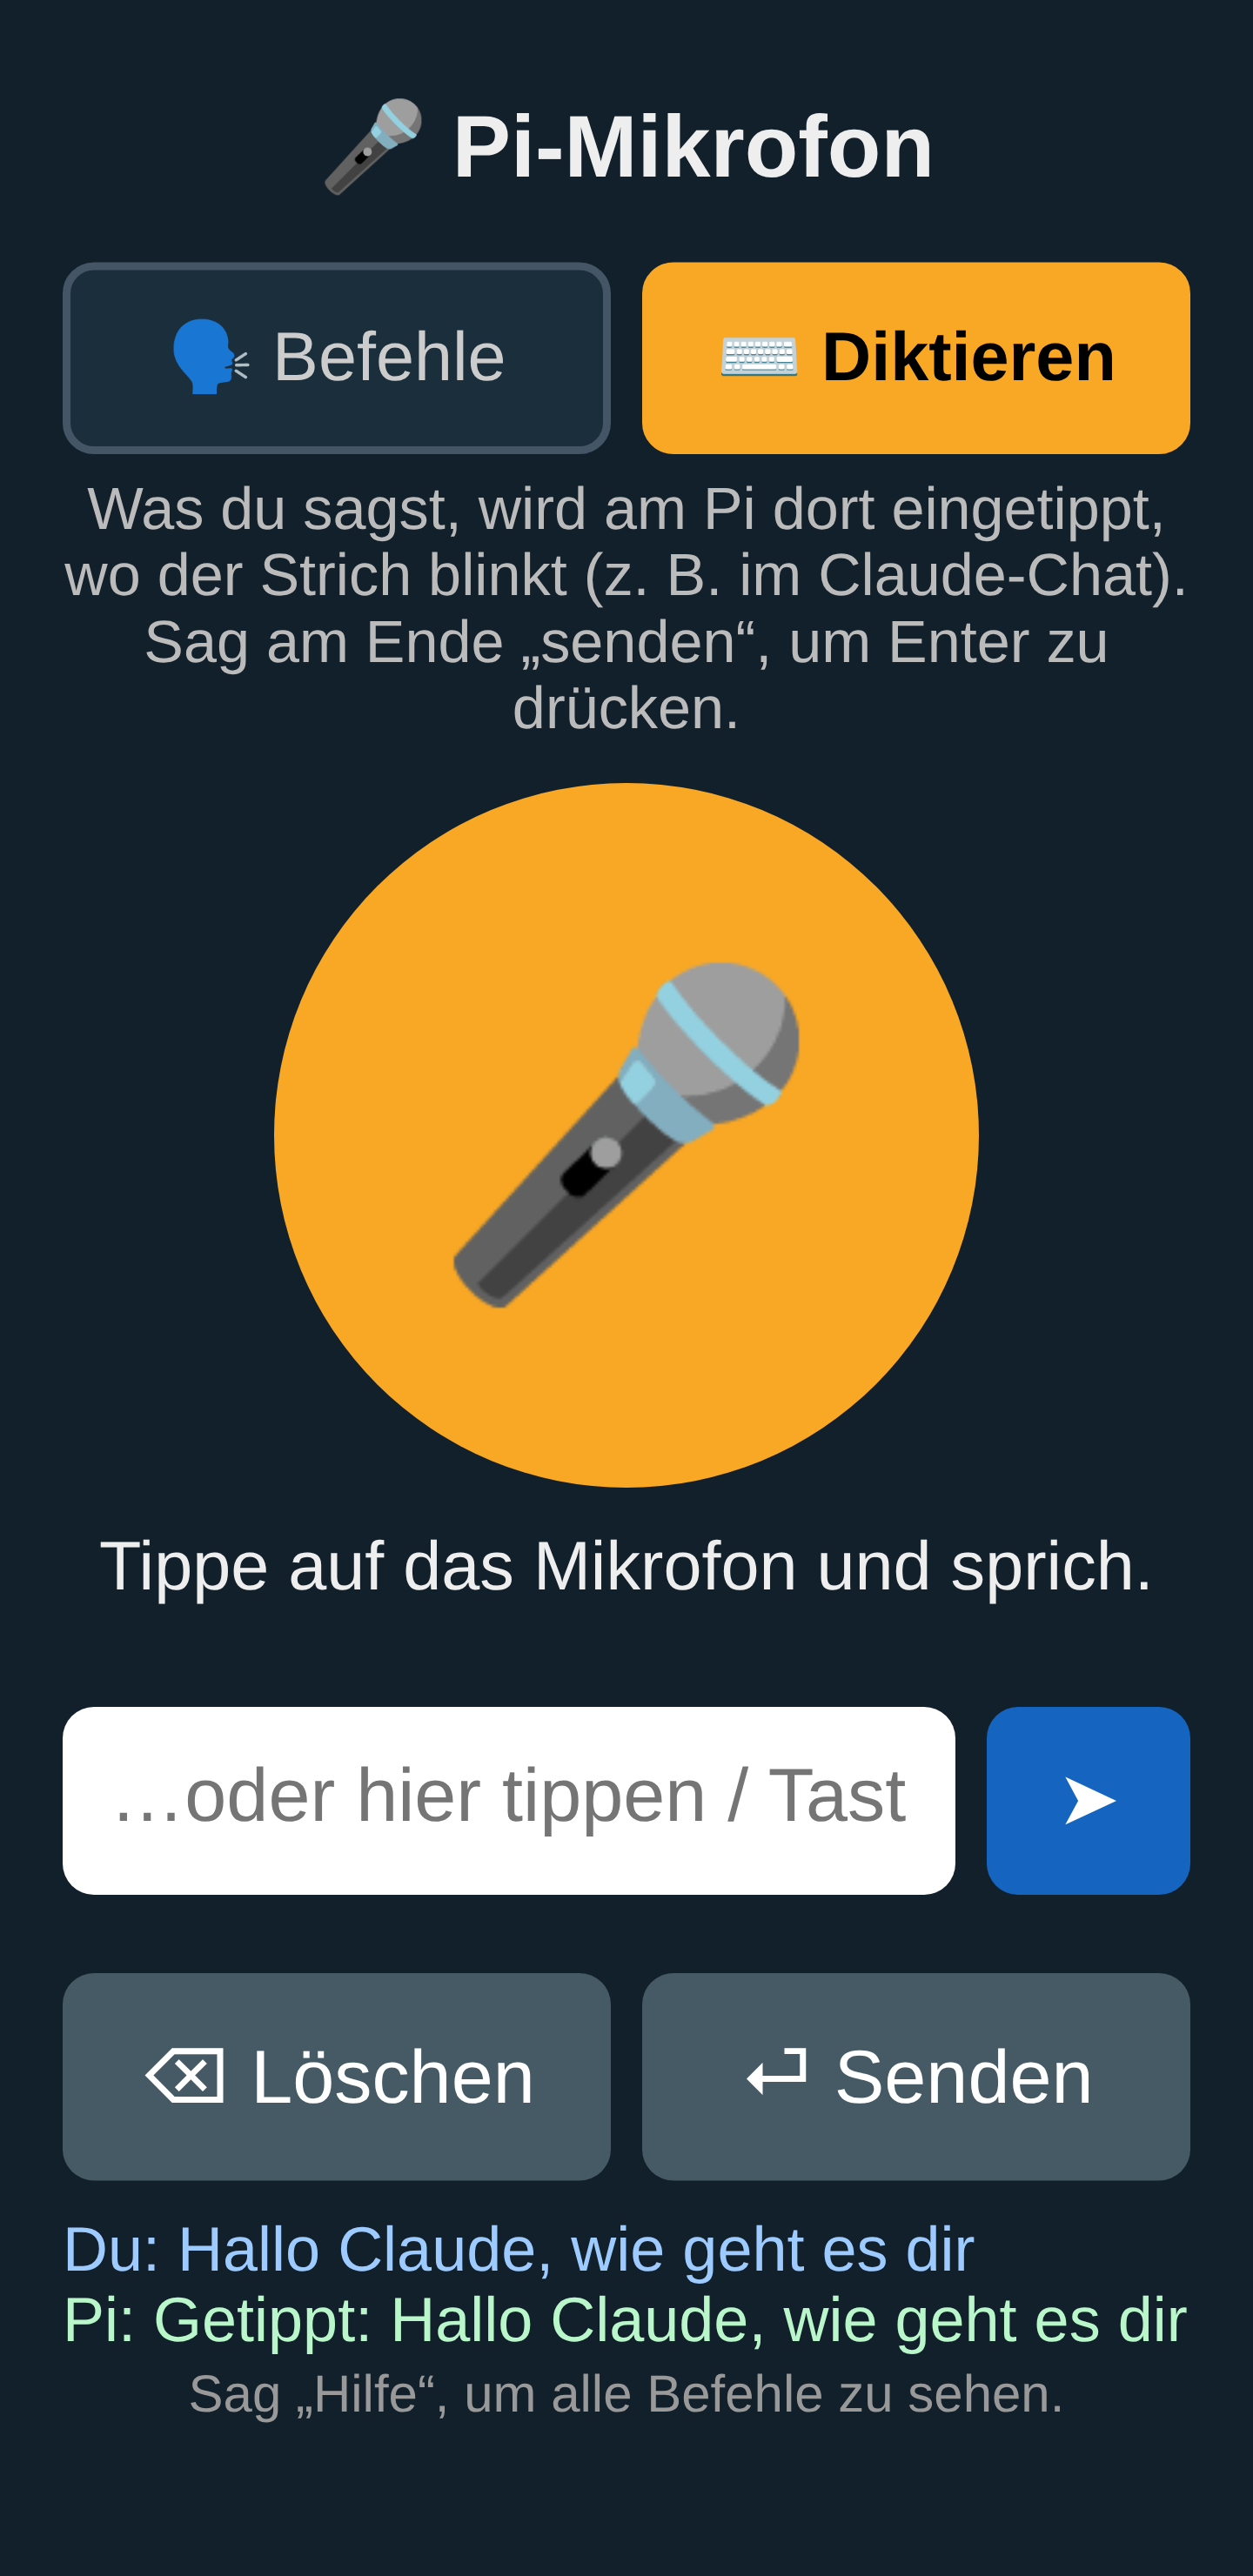 🎤 Pi-Mikrofon
🗣️ Befehle
⌨️ Diktieren
Was du sagst, wird am Pi dort eingetippt,
wo der Strich blinkt (z. B. im Claude-Chat).
Sag am Ende „senden“, um Enter zu
drücken.
Tippe auf das Mikrofon und sprich.
…oder hier tippen / Tast
➤
⌫ Löschen
⏎ Senden
Du: Hallo Claude, wie geht es dir
Pi: Getippt: Hallo Claude, wie geht es dir
Sag „Hilfe“, um alle Befehle zu sehen.